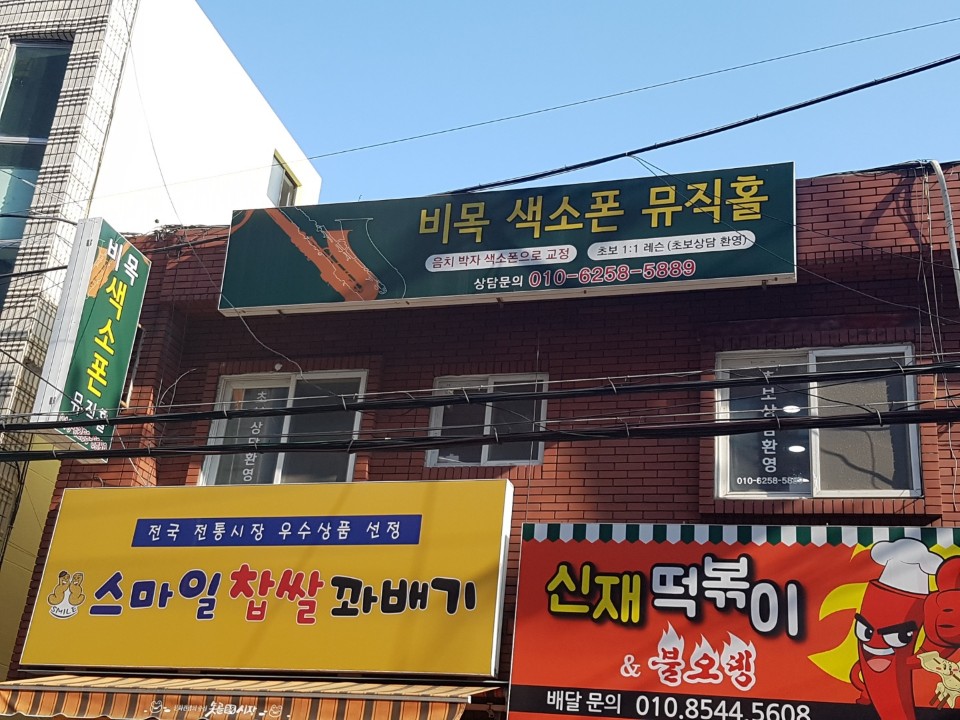 비목 색소폰 뮤직홀
음치 박자 색소폰으로 교정
초보 1:1 레슨 (초보상담 환영)
상담문의 010-6258-5889
비목
색소폰
뮤직홀
상담환영
초보상담환영
010-6258-58
전국 전통시장 우수상품 선정
SMILE
스마일 찹쌀 꽈배기
신재 떡볶이
& 불오뎅
배달 문의 010.8544.5608